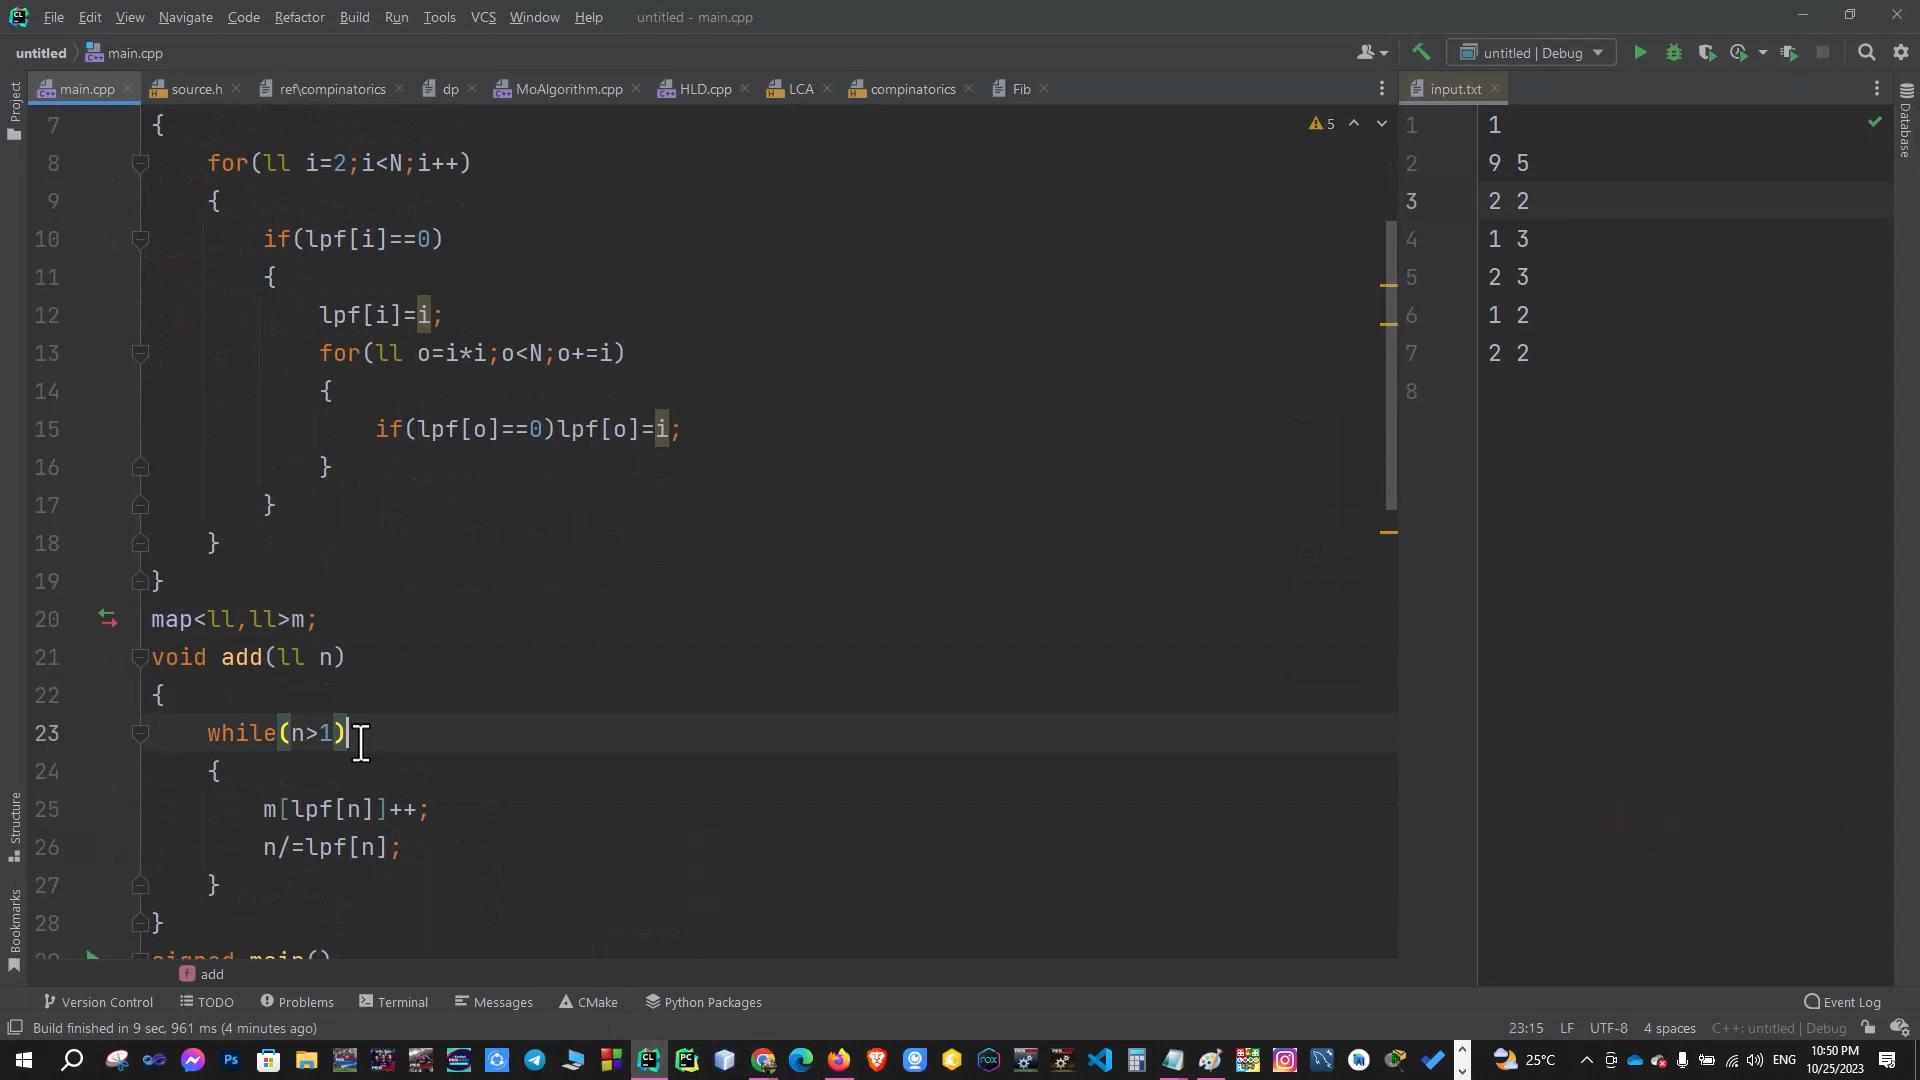 File Edit View Navigate Code Refactor Build Run Tools VCS Window Help untitled - main.cpp
untitled main.cpp untitled | Debug
main.cpp source.h ref\compinatorics dp MoAlgorithm.cpp HLD.cpp LCA compinatorics Fib input.txt
Project
Structure
Bookmarks
Database
7 {
8 for(ll i=2;i<N;i++)
9 {
10 if(lpf[i]==0)
11 {
12 lpf[i]=i;
13 for(ll o=i*i;o<N;o+=i)
14 {
15 if(lpf[o]==0)lpf[o]=i;
16 }
17 }
18 }
19 }
20 map<ll,ll>m;
21 void add(ll n)
22 {
23 while(n>1)
24 {
25 m[lpf[n]]++;
26 n/=lpf[n];
27 }
28 }
signed main()
5
1 1
2 9 5
3 2 2
4 1 3
5 2 3
6 1 2
7 2 2
8
f add
Version Control TODO Problems Terminal Messages CMake Python Packages Event Log
Build finished in 9 sec, 961 ms (4 minutes ago) 23:15 LF UTF-8 4 spaces C++: untitled | Debug
25°C ENG 10:50 PM
10/25/2023